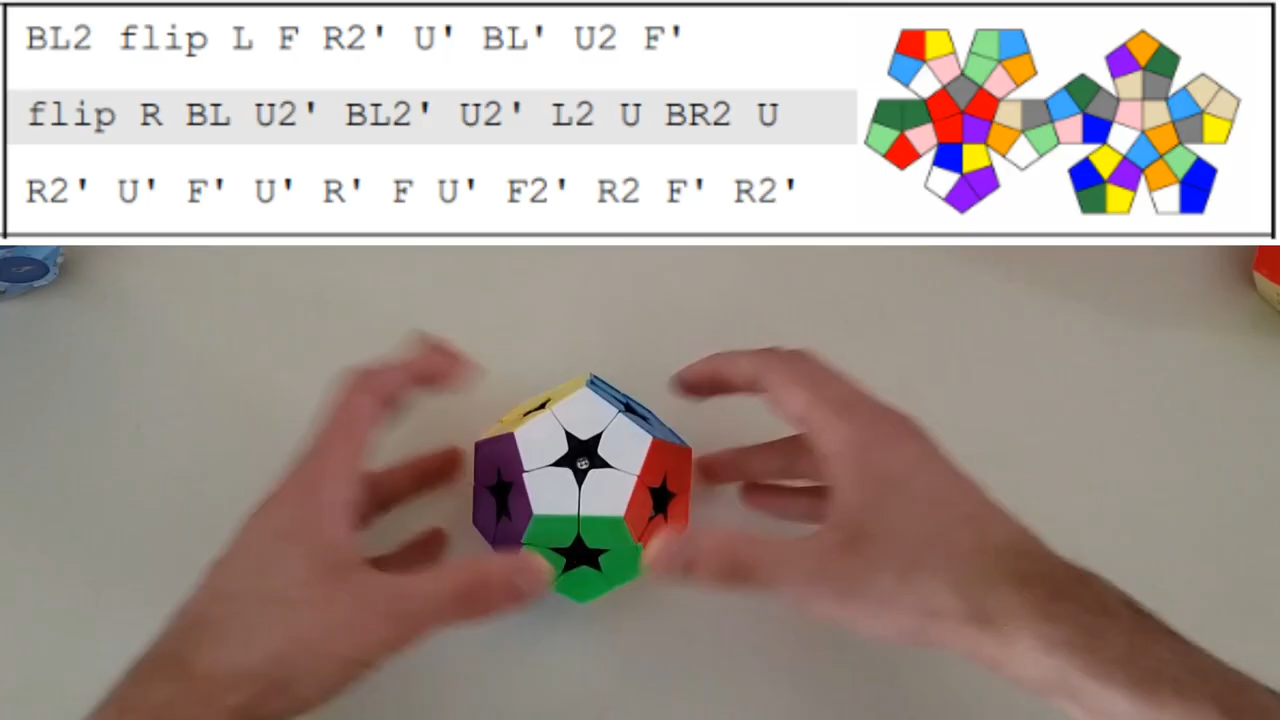 BL2 flip L F R2' U' BL' U2 F'
flip R BL U2' BL2' U2' L2 U BR2 U
R2' U' F' U' R' F U' F2' R2 F' R2'